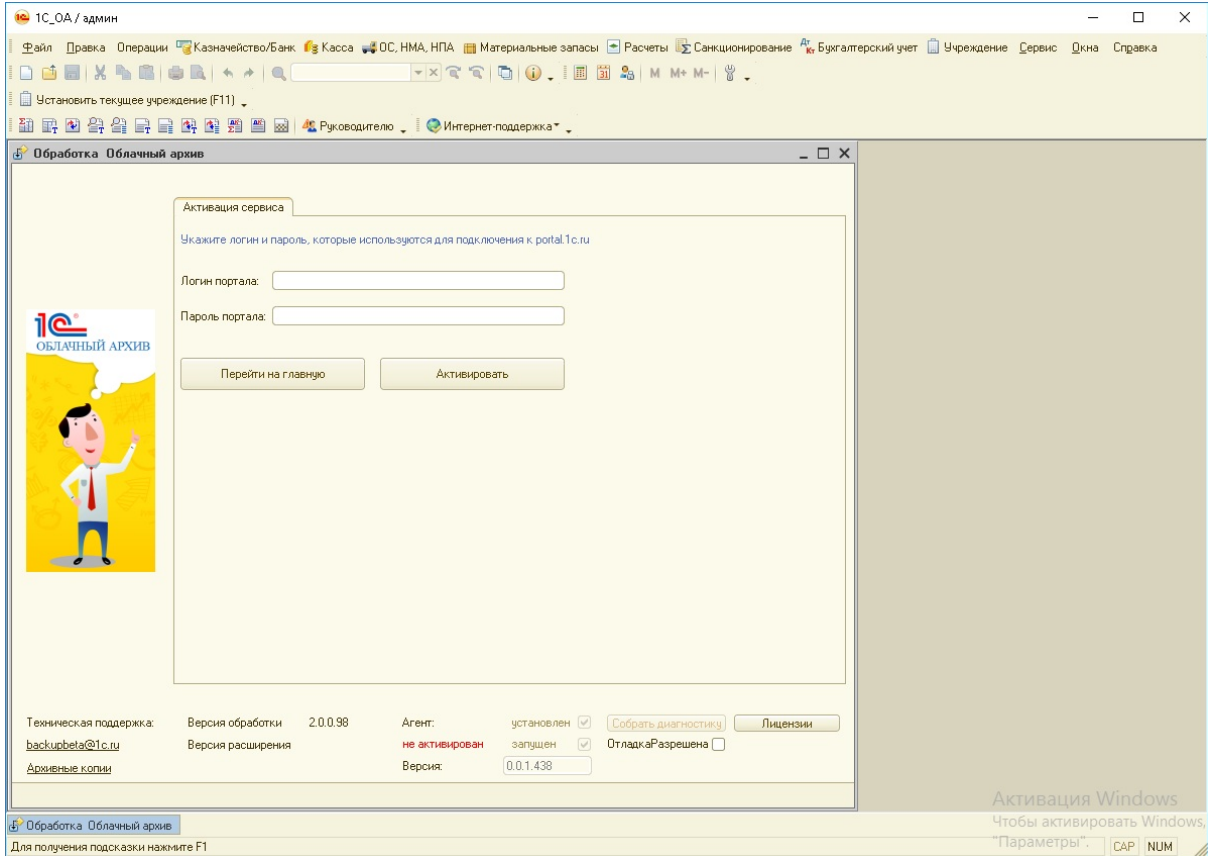 1С_ОА / админ
Файл Правка Операции Казначейство/Банк Касса ОС, НМА, НПА Материальные запасы Расчеты Санкционирование Бухгалтерский учет Учреждение Сервис Окна Справка
M M+ M-
Установить текущее учреждение (F11)
Руководителю Интернет-поддержка
Обработка Облачный архив
Активация сервиса
Укажите логин и пароль, которые используются для подключения к portal.1c.ru
Логин портала:
Пароль портала:
1С
ОБЛАЧНЫЙ АРХИВ
Перейти на главную Активировать
Техническая поддержка: Версия обработки 2.0.0.98 Агент: установлен Собрать диагностику Лицензии
backupbeta@1c.ru Версия расширения не активирован запущен ОтладкаРазрешена
Архивные копии Версия: 0.0.1.438
Активация Windows
Чтобы активировать Windows,
"Параметры".
Обработка Облачный архив
Для получения подсказки нажмите F1 CAP NUM